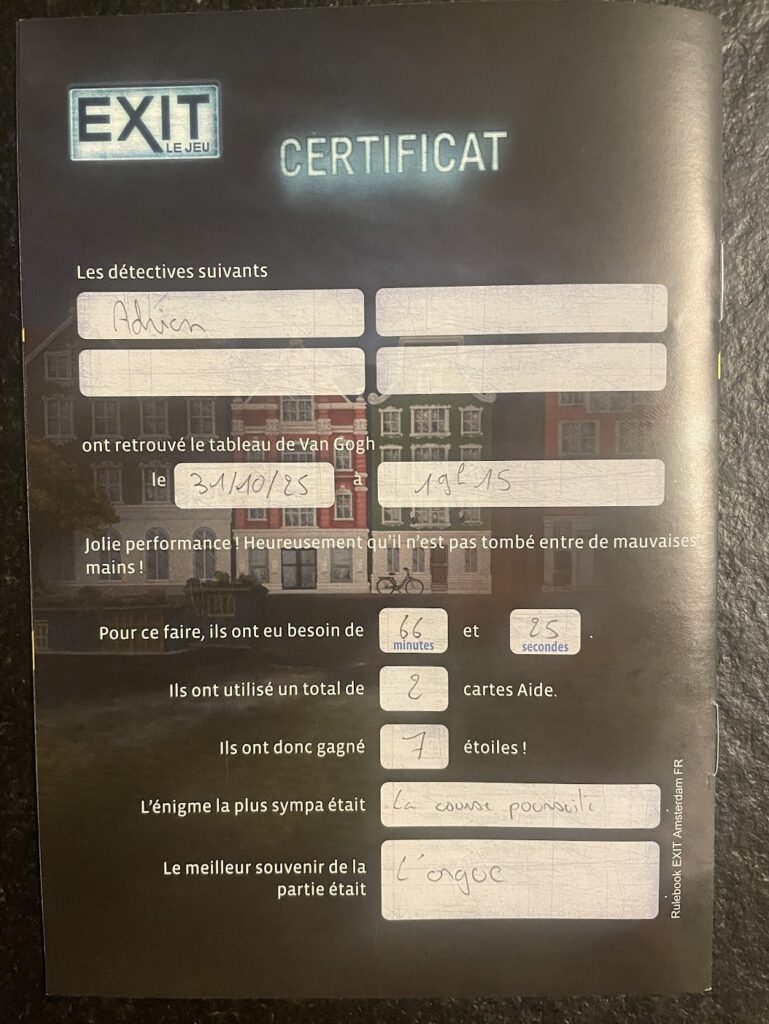 EXIT
LE JEU
CERTIFICAT
Les détectives suivants
Adrien
ont retrouvé le tableau de Van Gogh
le 31/10/25 à 19h15
Jolie performance ! Heureusement qu'il n'est pas tombé entre de mauvaises
mains !
Pour ce faire, ils ont eu besoin de 66 minutes et 25 secondes .
Ils ont utilisé un total de 2 cartes Aide.
Ils ont donc gagné 7 étoiles !
L'énigme la plus sympa était La course poursuite
Le meilleur souvenir de la
partie était L'orgue
Rulebook EXIT Amsterdam FR